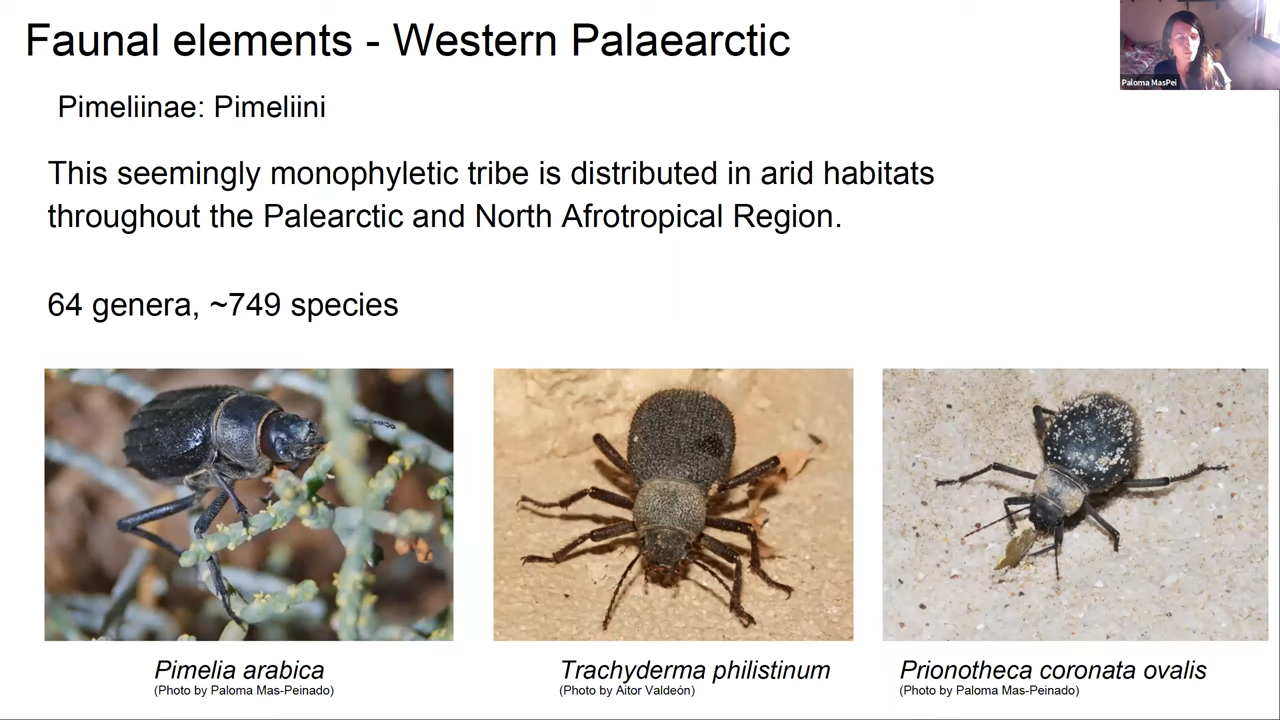 Faunal elements - Western Palaearctic
Paloma MasPei
Pimeliinae: Pimeliini
This seemingly monophyletic tribe is distributed in arid habitats
throughout the Palearctic and North Afrotropical Region.
64 genera, ~749 species
Pimelia arabica
(Photo by Paloma Mas-Peinado)
Trachyderma philistinum
(Photo by Aitor Valdeón)
Prionotheca coronata ovalis
(Photo by Paloma Mas-Peinado)